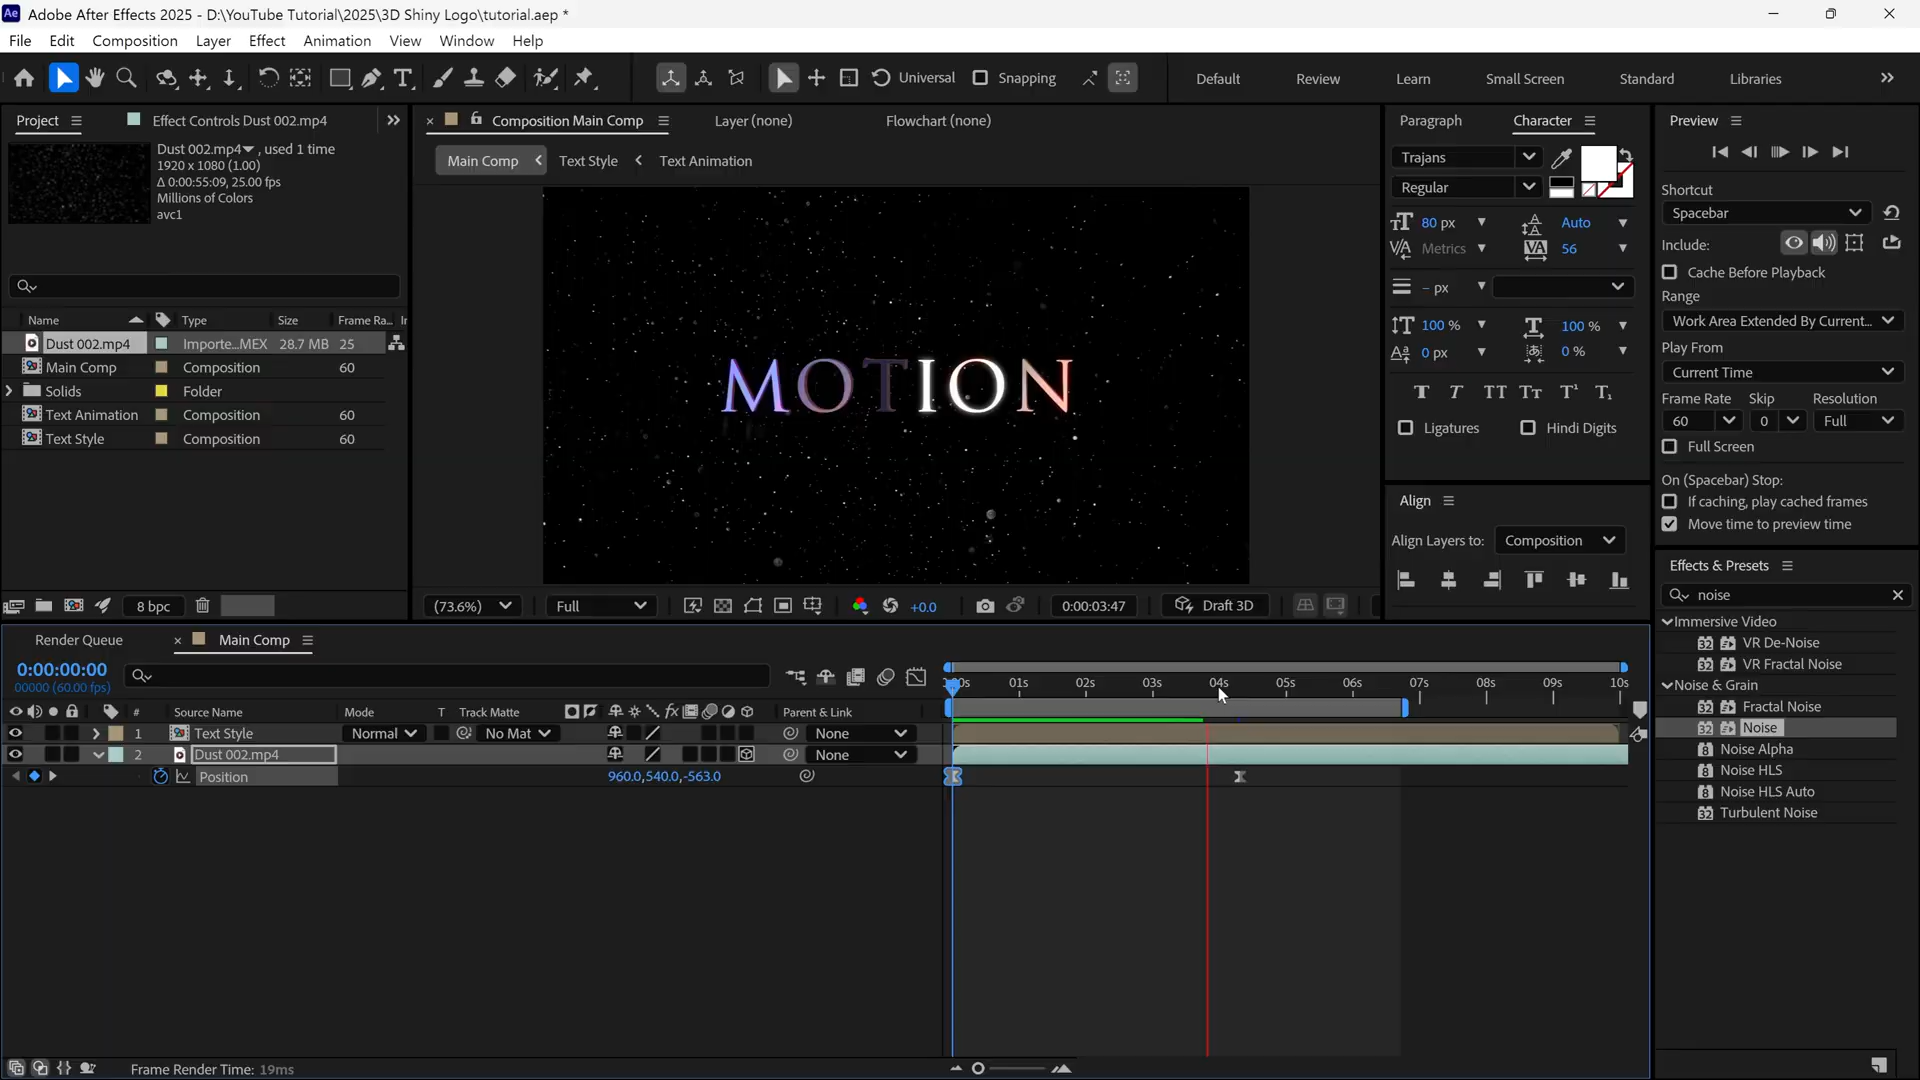 Adobe After Effects 2025 - D:\YouTube Tutorial\2025\3D Shiny Logo\tutorial.aep *
File Edit Composition Layer Effect Animation View Window Help
Universal Snapping Default Review Learn Small Screen Standard Libraries
Project Effect Controls Dust 002.mp4
Dust 002.mp4 , used 1 time
1920 x 1080 (1.00)
Δ 0:00:55:09, 25.00 fps
Millions of Colors
avc1
Name Type Size Frame Ra... In
Dust 002.mp4 Importe...MEX 28.7 MB 25
Main Comp Composition 60
Solids Folder
Text Animation Composition 60
Text Style Composition 60
8 bpc
Composition Main Comp Layer (none) Flowchart (none)
Main Comp Text Style Text Animation
MOTION
(73.6%) Full +0.0 0:00:03:47 Draft 3D
Paragraph Character
Trajans
Regular
80 px Auto
Metrics 56
- px
100 % 100 %
0 px 0 %
Ligatures Hindi Digits
Align
Align Layers to: Composition
Preview
Shortcut
Spacebar
Include:
Cache Before Playback
Range
Work Area Extended By Current...
Play From
Current Time
Frame Rate Skip Resolution
60 0 Full
Full Screen
On (Spacebar) Stop:
If caching, play cached frames
Move time to preview time
Effects & Presets
noise
Immersive Video
32 VR De-Noise
32 VR Fractal Noise
Noise & Grain
32 Fractal Noise
32 Noise
8 Noise Alpha
8 Noise HLS
8 Noise HLS Auto
32 Turbulent Noise
Render Queue Main Comp
0:00:00:00
00000 (60.00 fps)
01s 02s 03s 04s 05s 06s 07s 08s 09s 10s
# Source Name Mode T Track Matte fx Parent & Link
1 Text Style Normal No Mat None
2 Dust 002.mp4 None
Position 960.0,540.0,-563.0
Frame Render Time: 19ms